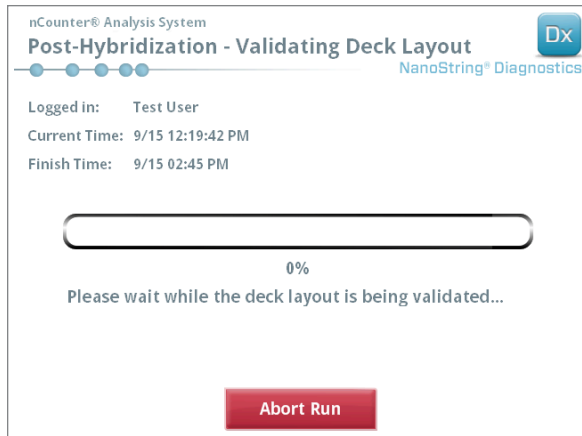 nCounter® Analysis System
Post-Hybridization - Validating Deck Layout
Dx
NanoString® Diagnostics
Logged in: Test User
Current Time: 9/15 12:19:42 PM
Finish Time: 9/15 02:45 PM
0%
Please wait while the deck layout is being validated...
Abort Run